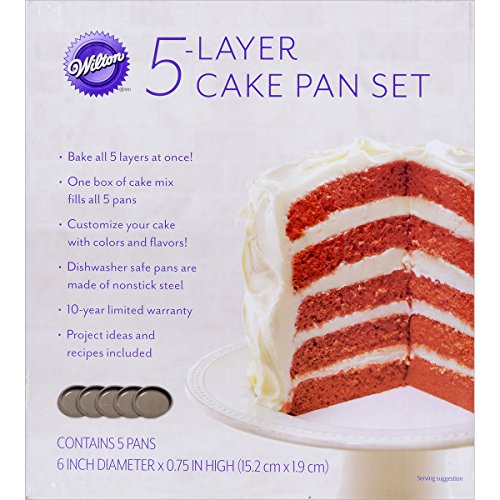 Wilton
5-LAYER
CAKE PAN SET
• Bake all 5 layers at once!
• One box of cake mix
fills all 5 pans
• Customize your cake
with colors and flavors!
• Dishwasher safe pans are
made of nonstick steel
• 10-year limited warranty
• Project ideas and
recipes included
CONTAINS 5 PANS
6 INCH DIAMETER x 0.75 IN HIGH (15.2 cm x 1.9 cm)
Serving suggestion